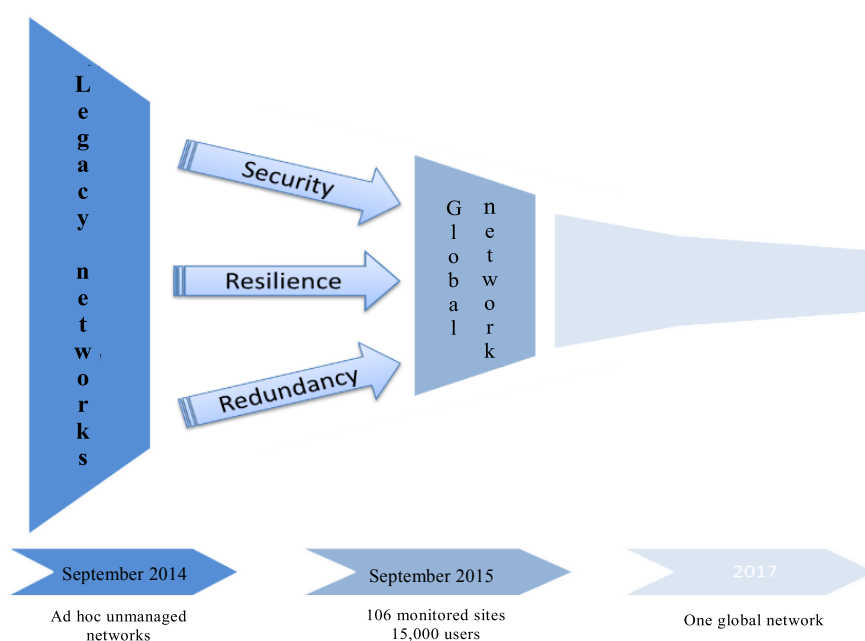 Legacy networks
Security
Resilience
Redundancy
Global
network
September 2014
September 2015
2017
Ad hoc unmanaged
networks
106 monitored sites
15,000 users
One global network